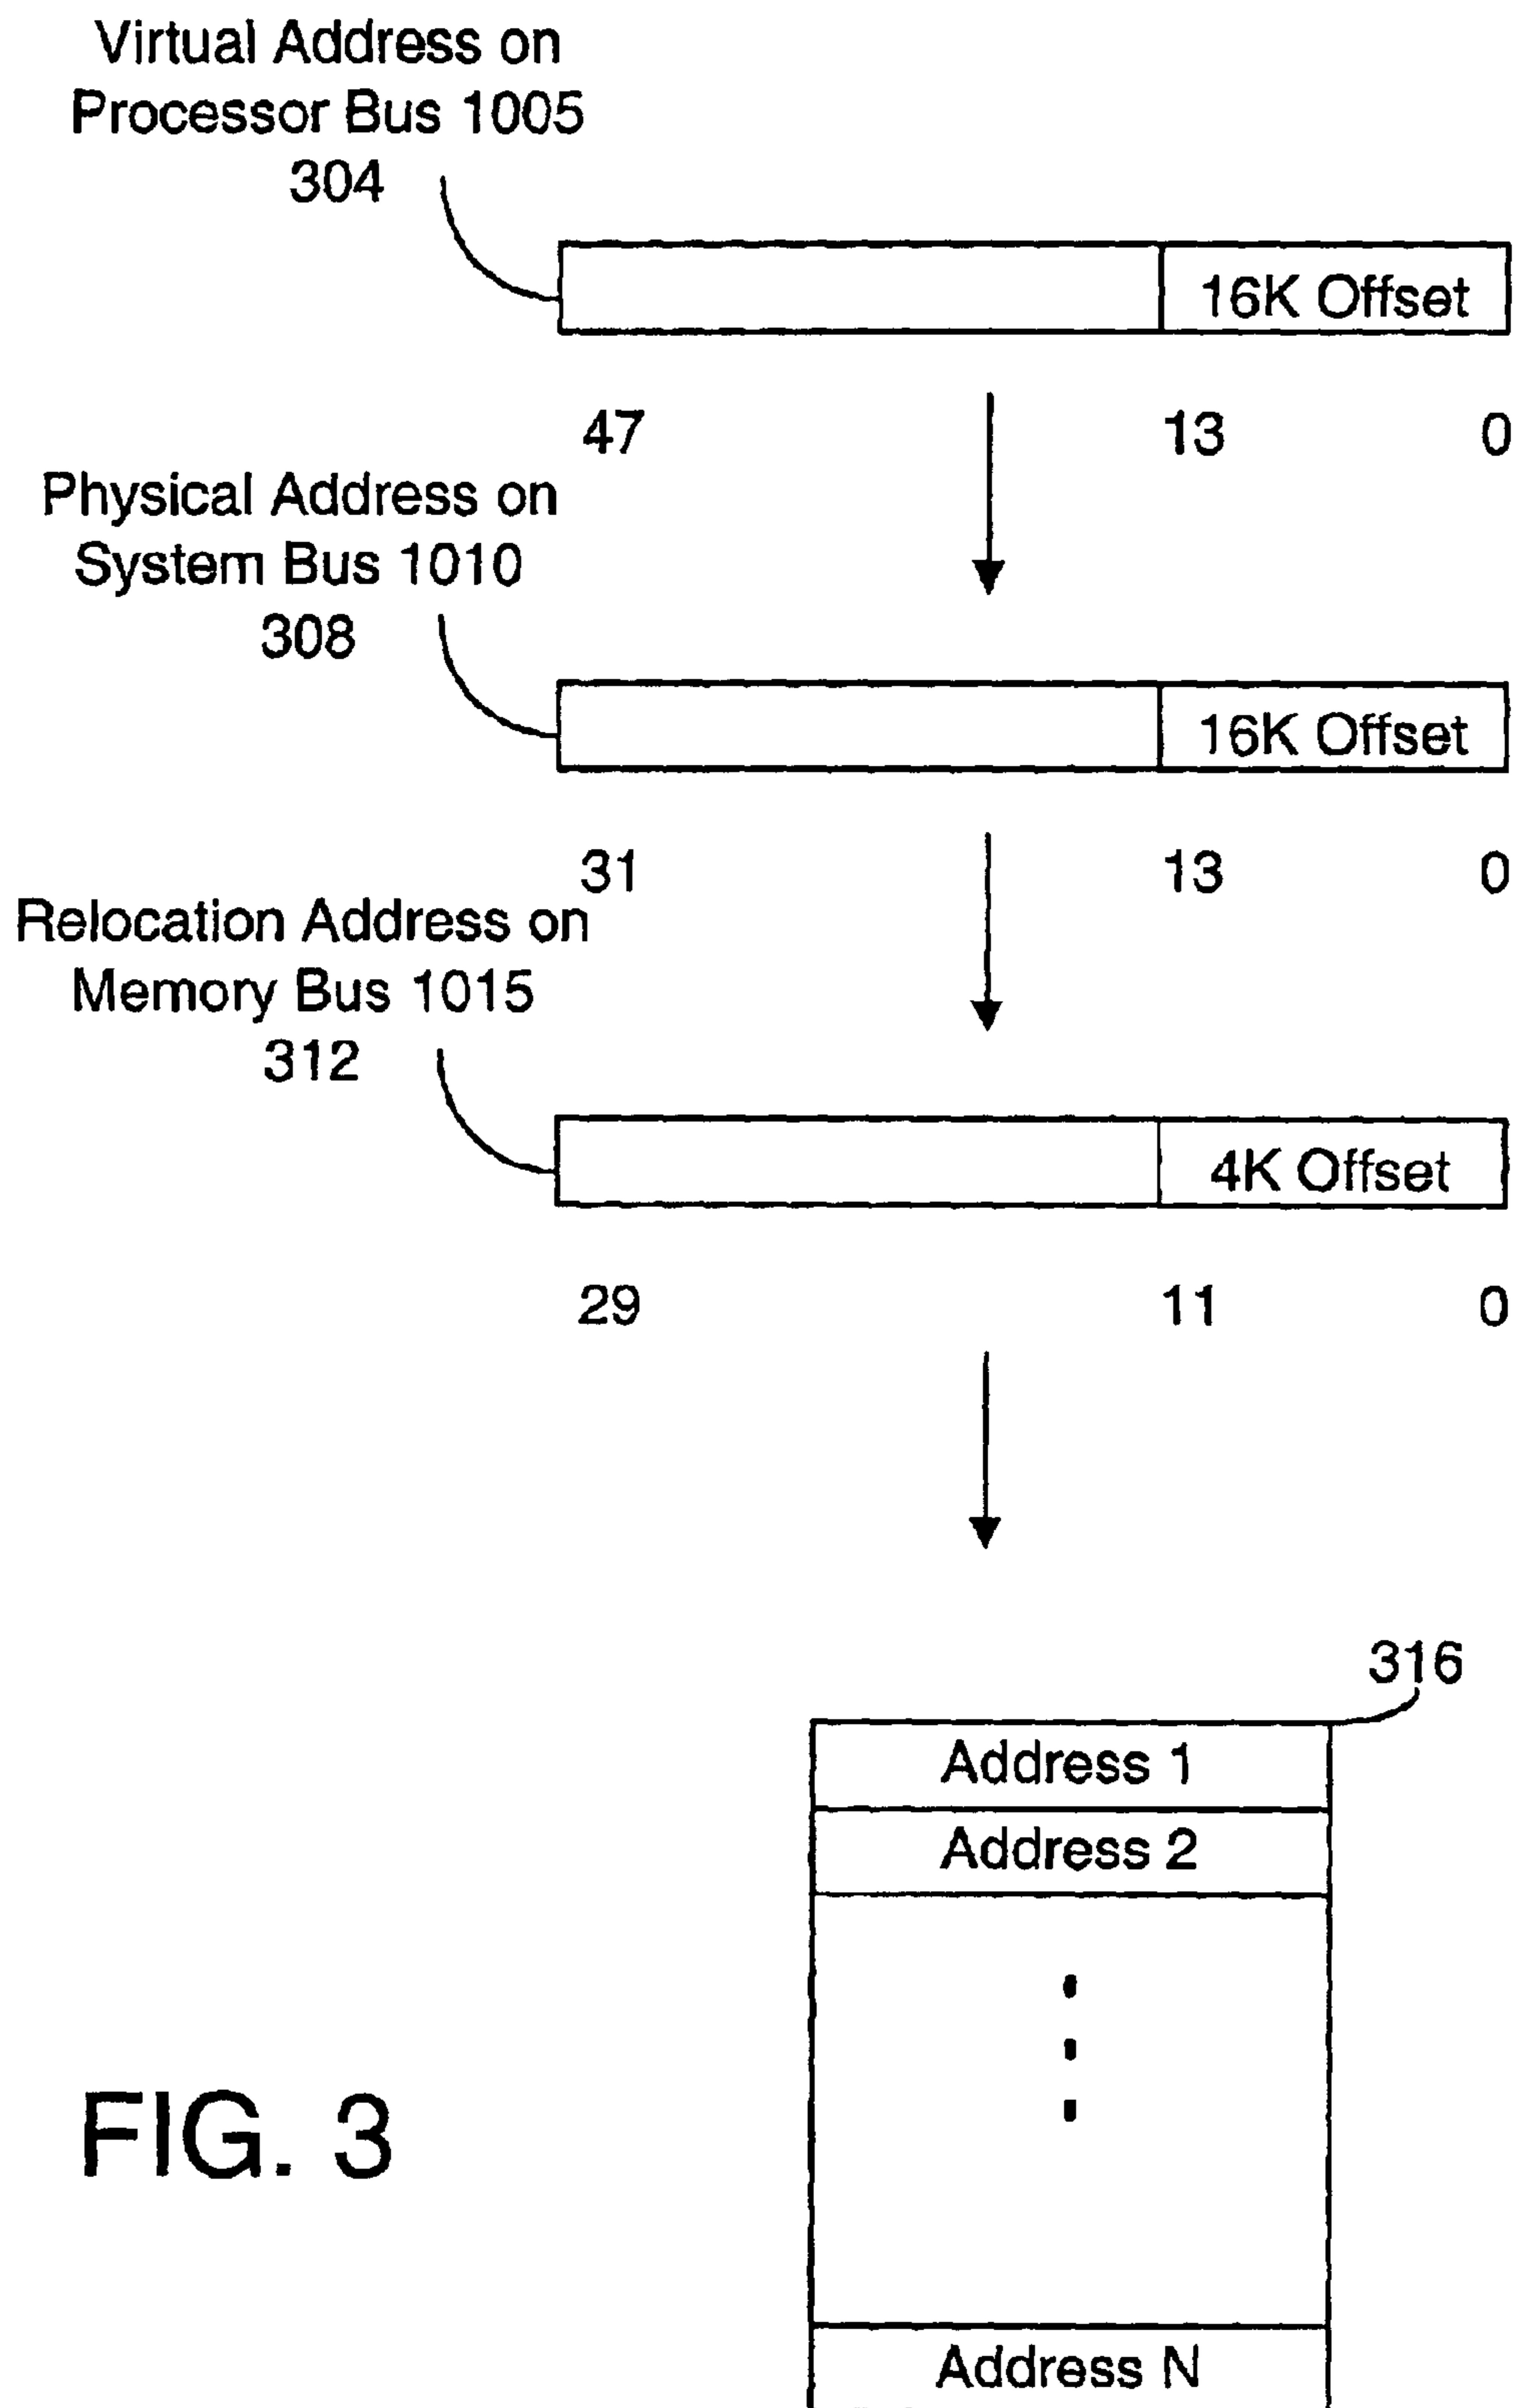 Virtual Address on
Processor Bus 1005
304
16K Offset
47 13 0
Physical Address on
System Bus 1010
308
16K Offset
31 13 0
Relocation Address on
Memory Bus 1015
312
4K Offset
29 11 0
316
Address 1
Address 2
Address N
FIG. 3